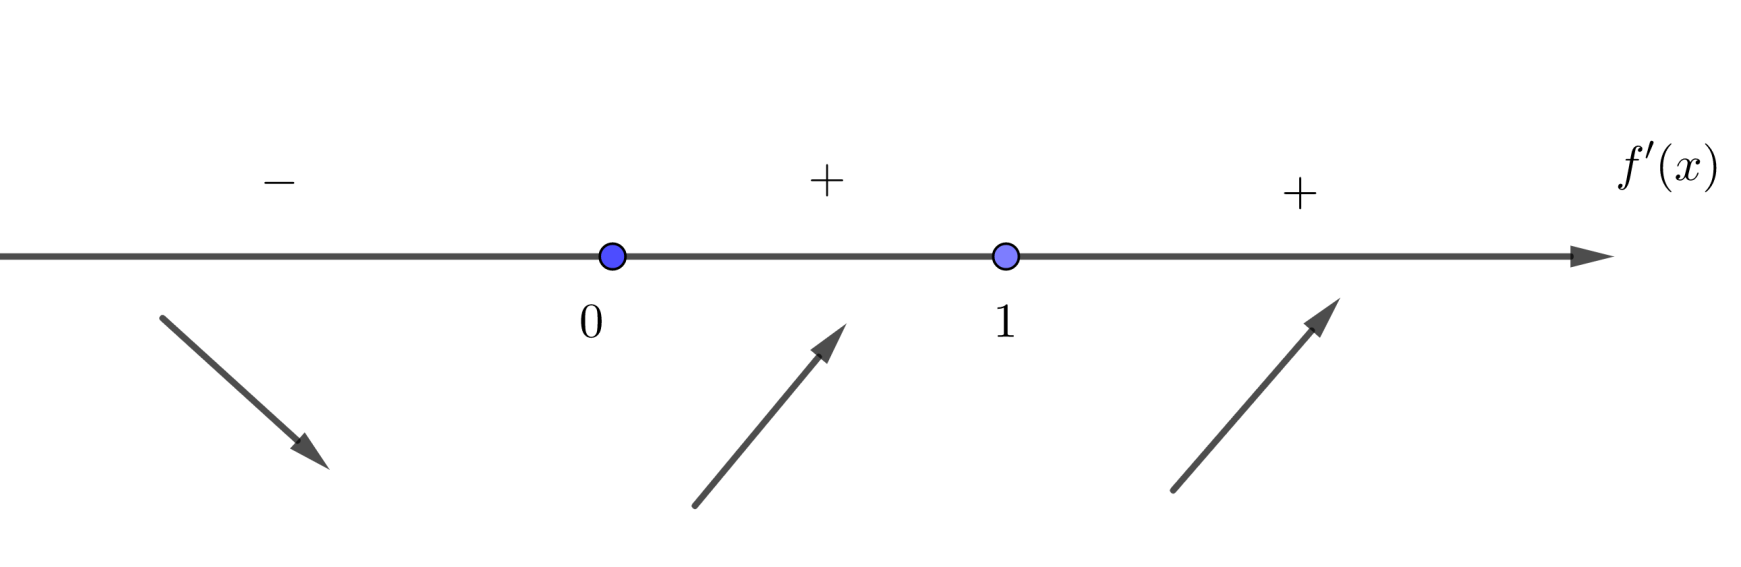 − + + f′(x)
0 1